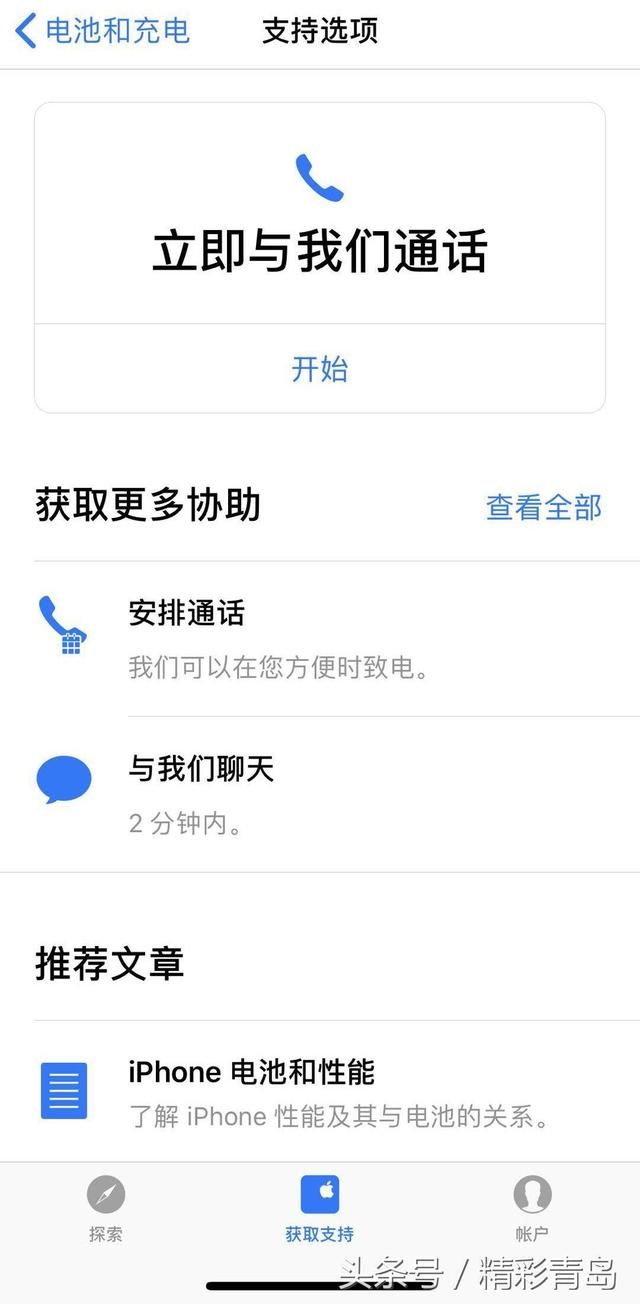 电池和充电 支持选项
立即与我们通话
开始
获取更多协助 查看全部
安排通话
我们可以在您方便时致电。
与我们聊天
2 分钟内。
推荐文章
iPhone 电池和性能
了解 iPhone 性能及其与电池的关系。
探索 获取支持 帐户
头条号 / 精彩青岛